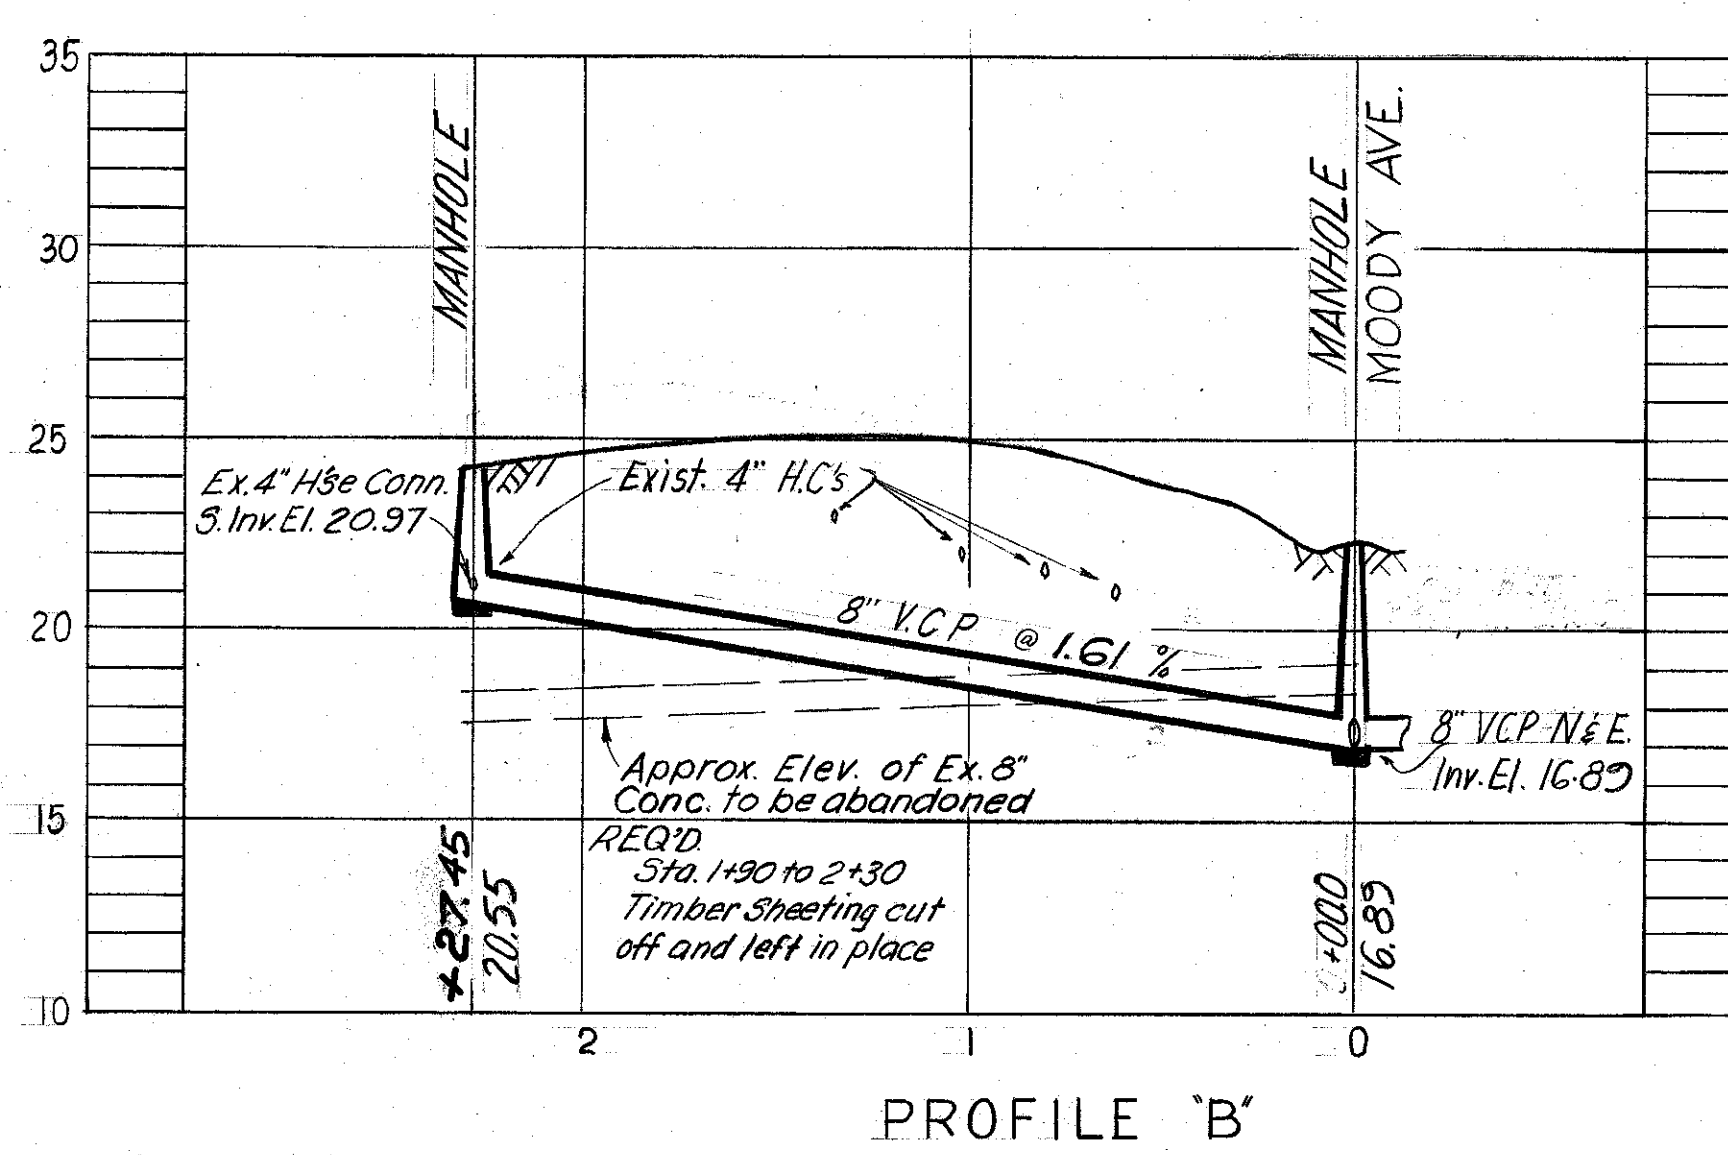 35
30
25
20
15
10
MANHOLE
MANHOLE
MOODY AVE.
Ex. 4" H'se Conn.
S. Inv. El. 20.97
Exist. 4" H.C's
8" V.C P @ 1.61 %
8" VCP N & E.
Inv. El. 16.89
Approx. Elev. of Ex. 8"
Conc. to be abandoned
REQ'D.
Sta. 1+90 to 2+30
Timber Sheeting cut
off and left in place
+27.45
20.55
0+00.0
16.89
2
1
0
PROFILE "B"